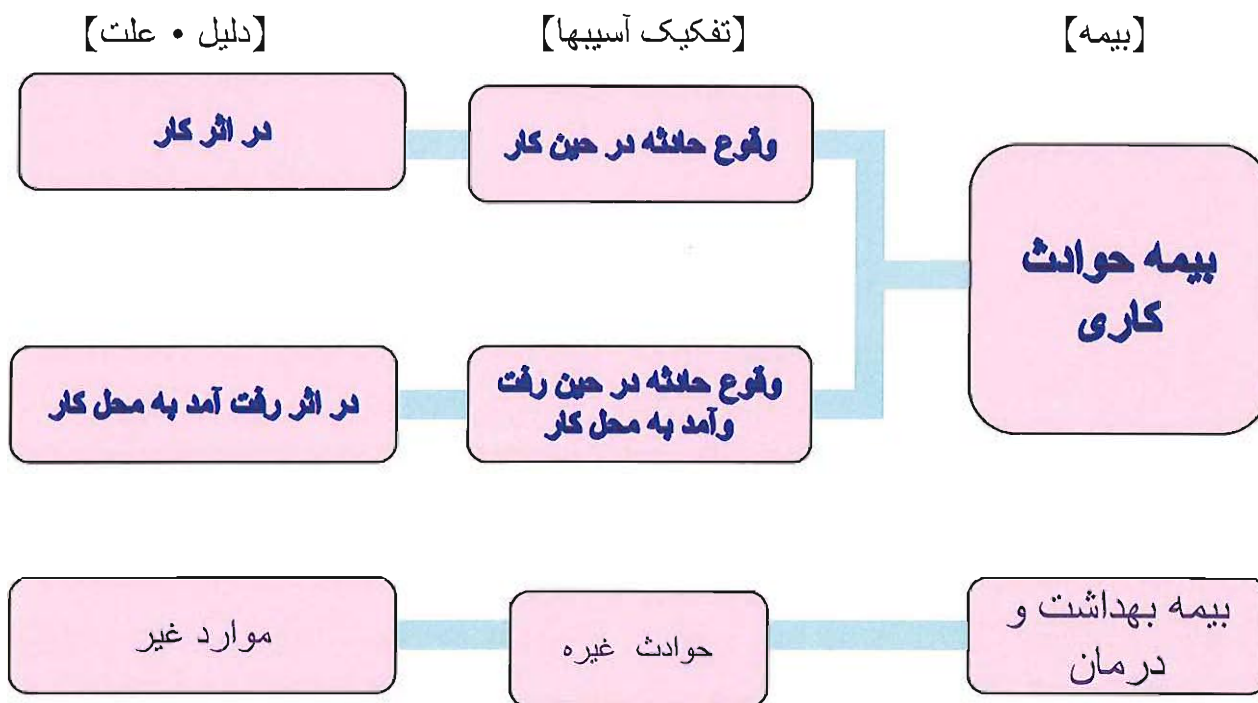 【بیمه】
【تفکیک آسیبها】
【دلیل • علت】
بیمه حوادث
کاری
وقوع حادثه در حین کار
در اثر کار
وقوع حادثه در حین رفت
وآمد به محل کار
در اثر رفت آمد به محل کار
بیمه بهداشت و
درمان
حوادث غیره
موارد غیر